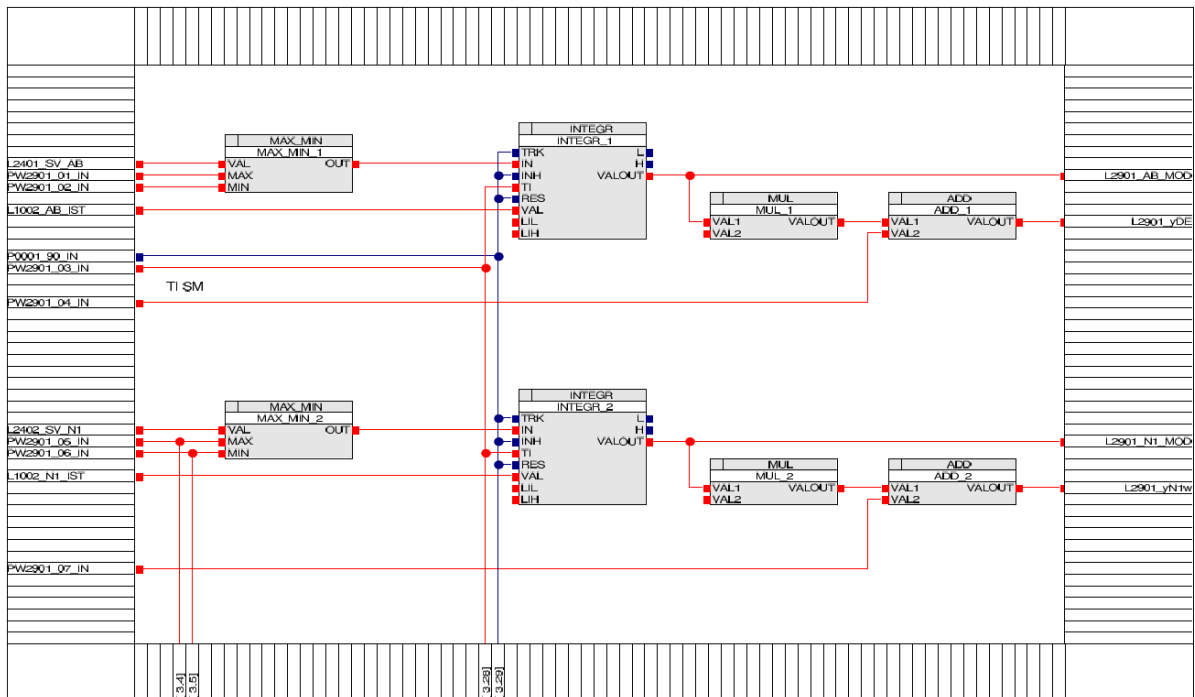 MAX_MIN
MAX_MIN_1
VAL OUT
MAX
MIN
INTEGR
INTEGR_1
TRK L
IN H
INH VALOUT
TI
RES
VAL
LIL
LIH
MUL
MUL_1
VAL1 VALOUT
VAL2
ADD
ADD_1
VAL1 VALOUT
VAL2
L2401_SV_AB
PW2901_01_IN
PW2901_02_IN
L1002_AB_IST
P0001_90_IN
PW2901_03_IN
TI SM
PW2901_04_IN
L2901_AB_MOD
L2901_yDE
MAX_MIN
MAX_MIN_2
VAL OUT
MAX
MIN
INTEGR
INTEGR_2
TRK L
IN H
INH VALOUT
TI
RES
VAL
LIL
LIH
MUL
MUL_2
VAL1 VALOUT
VAL2
ADD
ADD_2
VAL1 VALOUT
VAL2
L2402_SV_N1
PW2901_05_IN
PW2901_06_IN
L1002_N1_IST
PW2901_07_IN
L2901_N1_MOD
L2901_yN1w
3.4]
3.5]
3.28]
3.29]